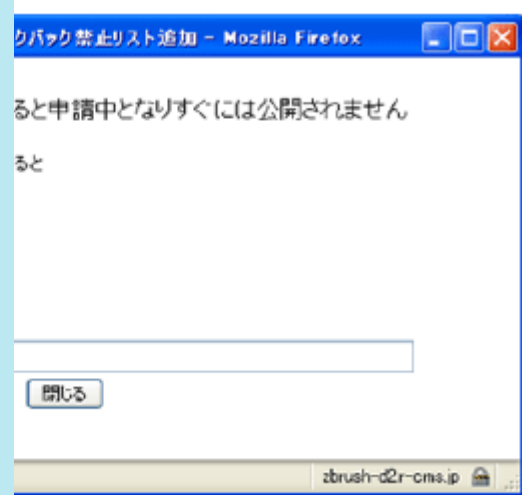 クバック禁止リスト追加 - Mozilla Firefox
ると申請中となりすぐには公開されません
ると
閉じる
zbrush-d2r-cms.jp